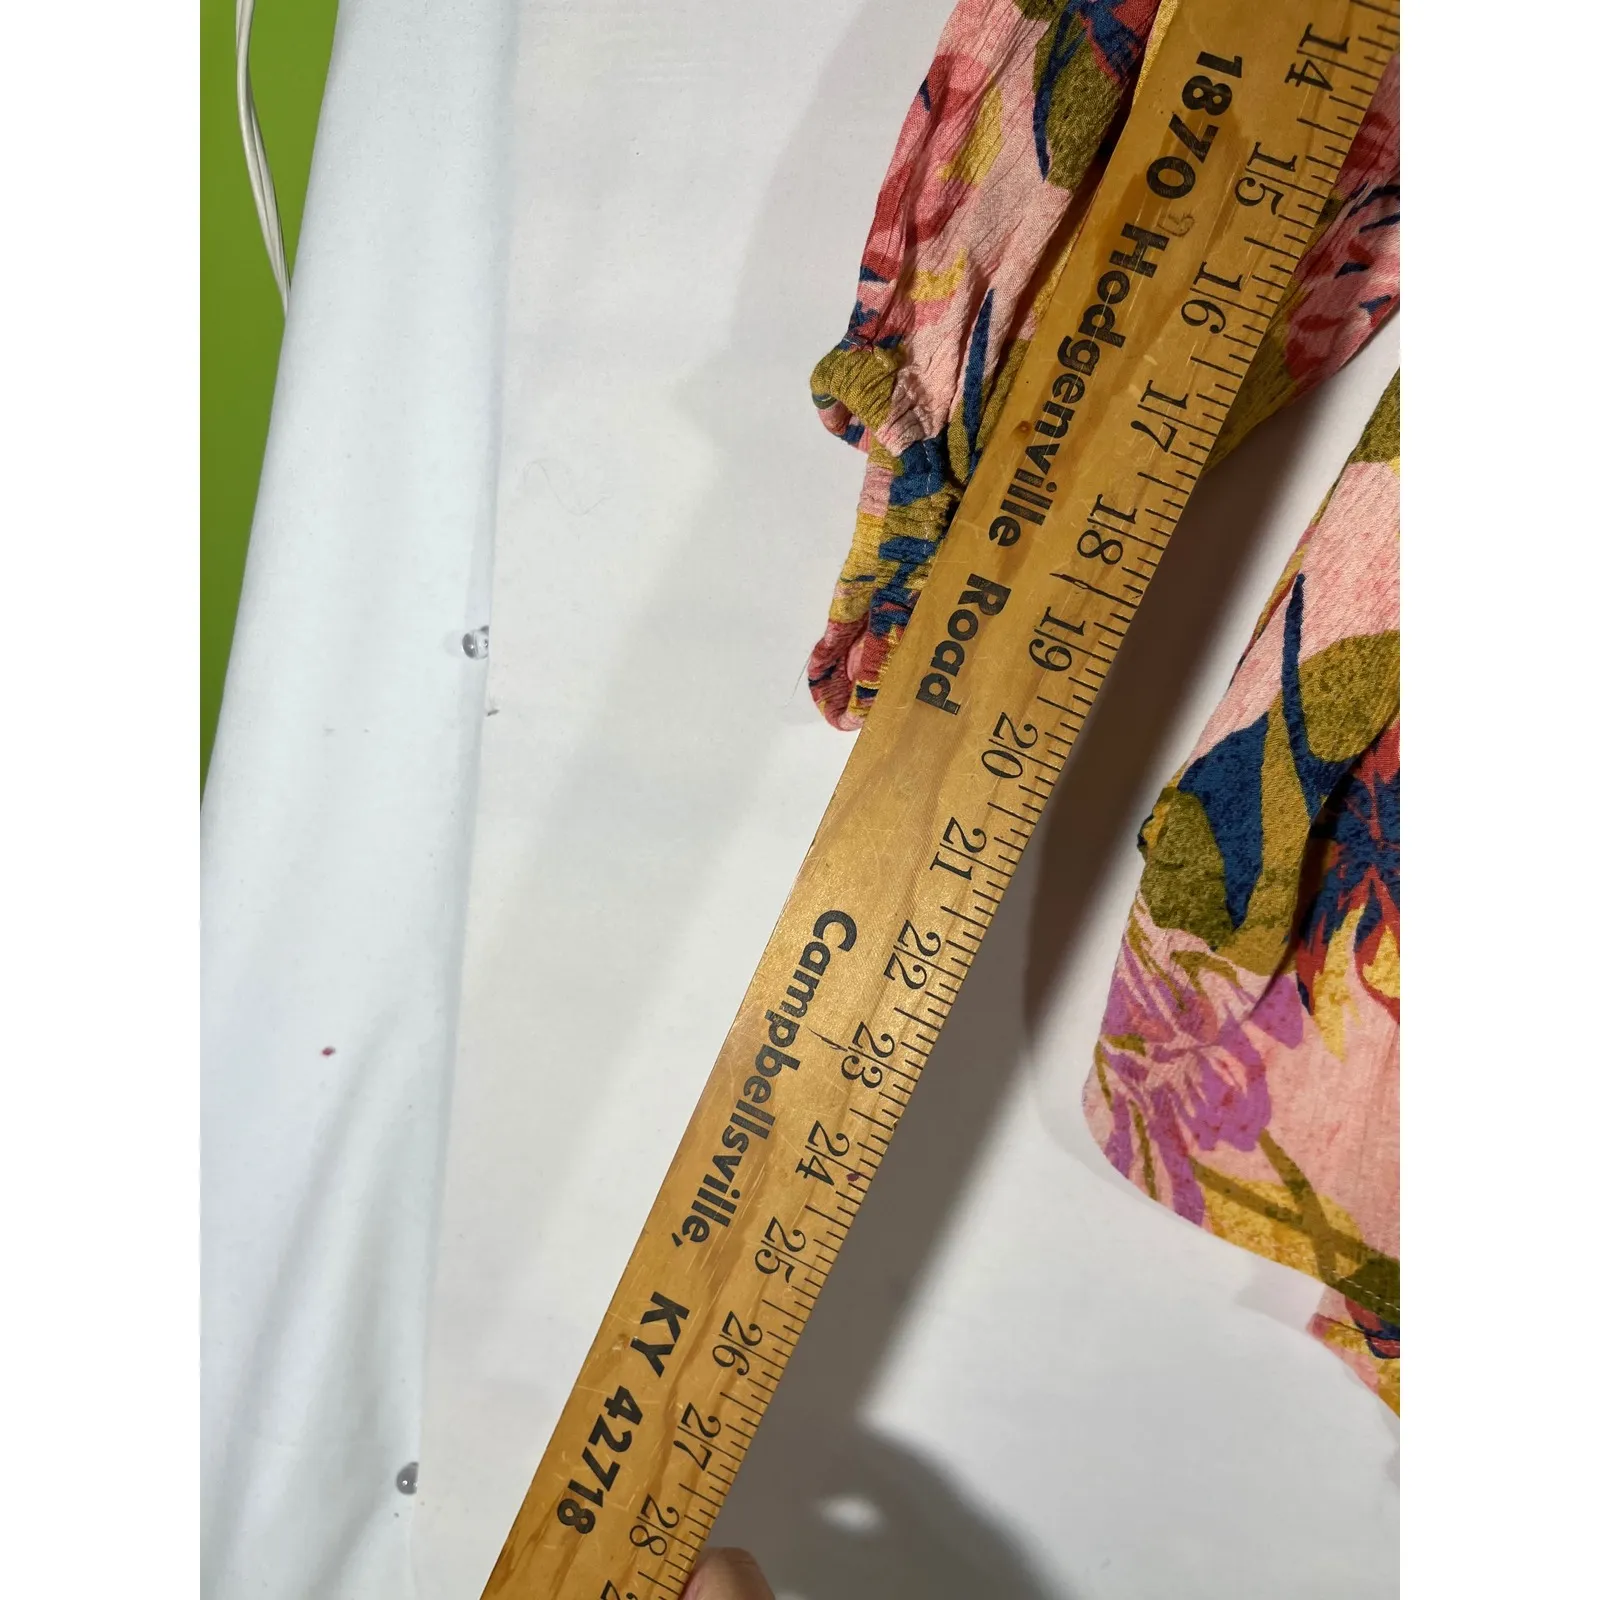 1870 Hodgenville Road Campbellsville, KY 42718
14 15 16 17 18 19 20 21 22 23 24 25 26 27 28